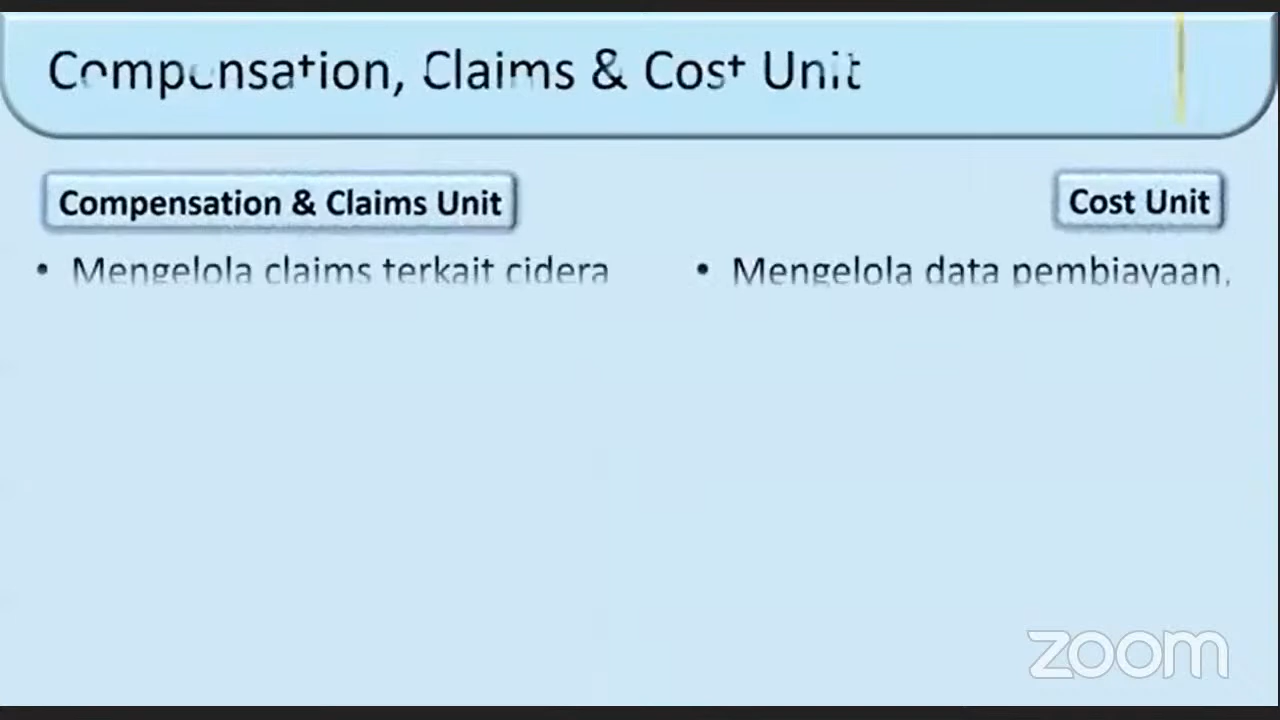 Compensation, Claims & Cost Unit
Compensation & Claims Unit
Cost Unit
• Mengelola claims terkait cidera
• Mengelola data pembiayaan,
zoom